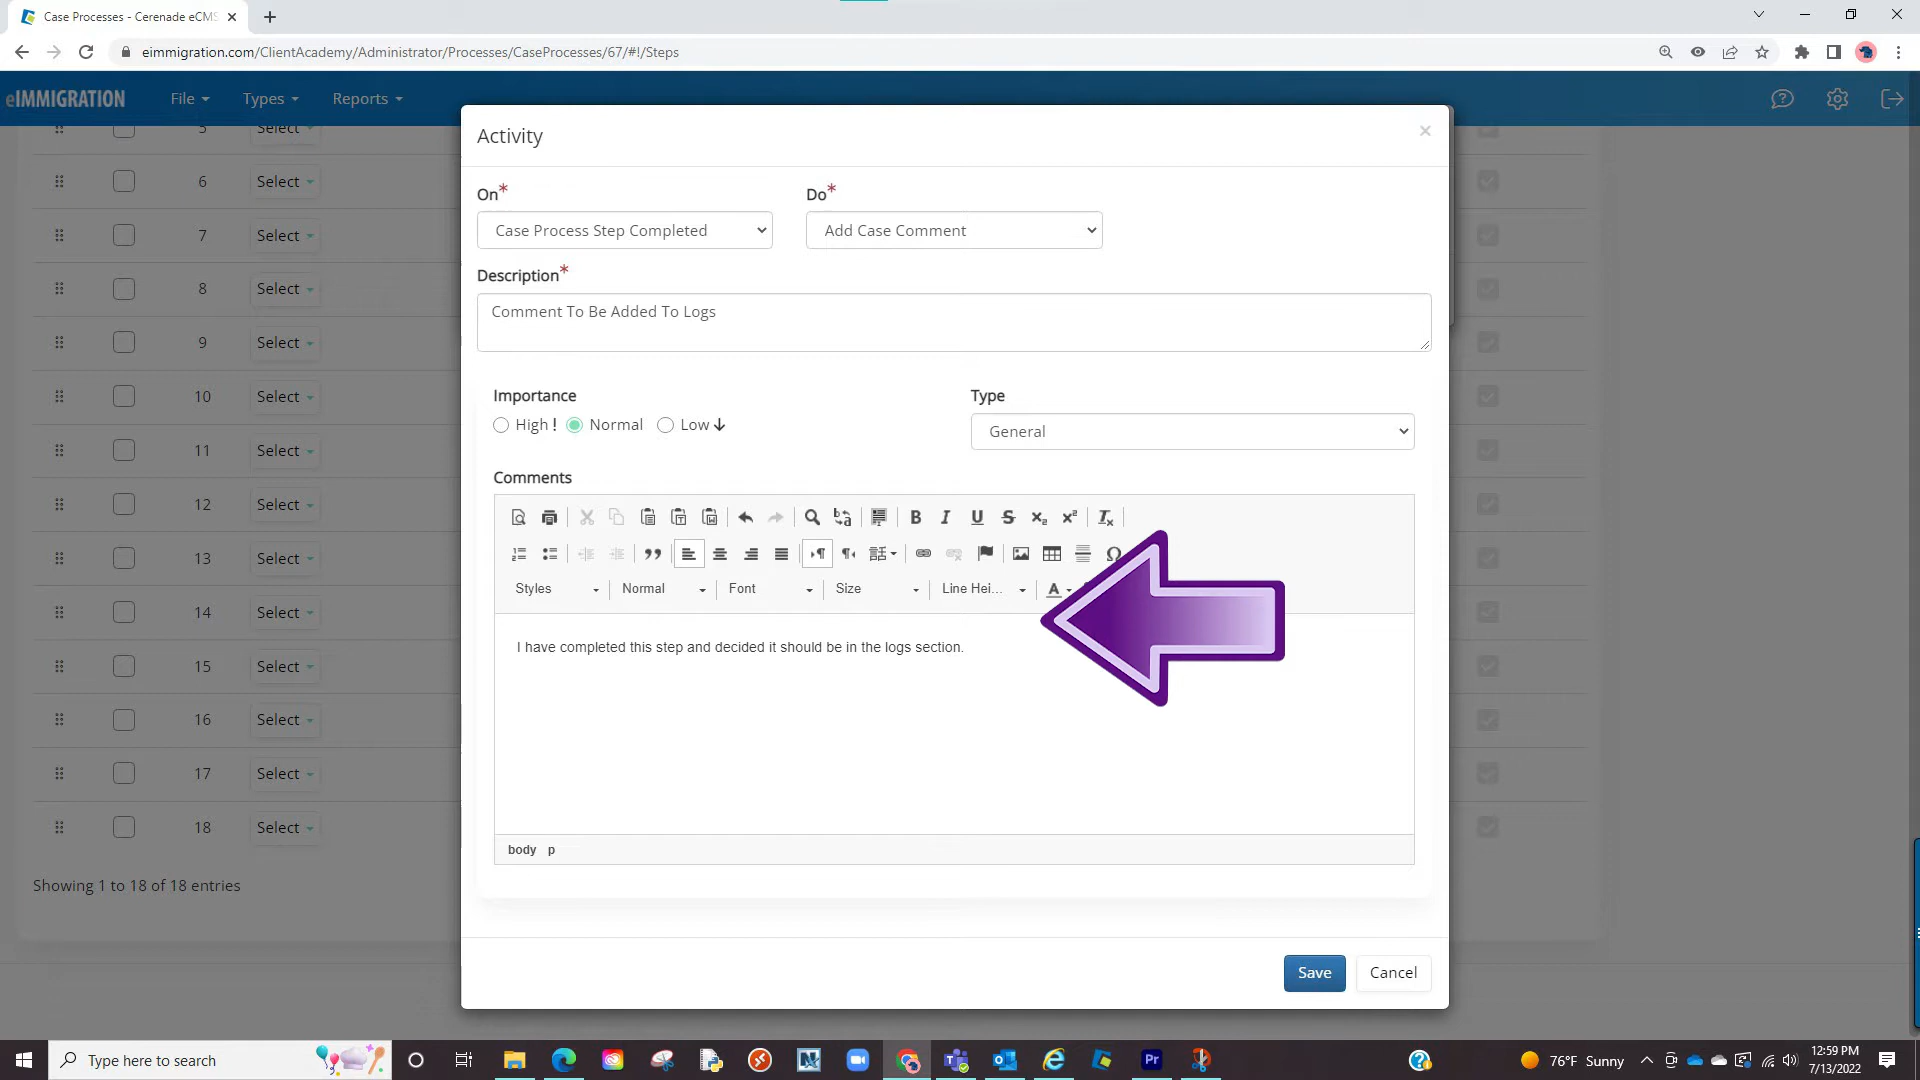 Case Processes - Cerenade eCMS
eimmigration.com/ClientAcademy/Administrator/Processes/CaseProcesses/67/#!/Steps
eIMMIGRATION File Types Reports
Activity
On* Do*
Case Process Step Completed Add Case Comment
Description*
Comment To Be Added To Logs
Importance Type
High ! Normal Low General
Comments
Styles Normal Font Size Line Hei... A
I have completed this step and decided it should be in the logs section.
body p
Save Cancel
5 Select
6 Select
7 Select
8 Select
9 Select
10 Select
11 Select
12 Select
13 Select
14 Select
15 Select
16 Select
17 Select
18 Select
Showing 1 to 18 of 18 entries
Type here to search
Pr
76°F Sunny
12:59 PM
7/13/2022